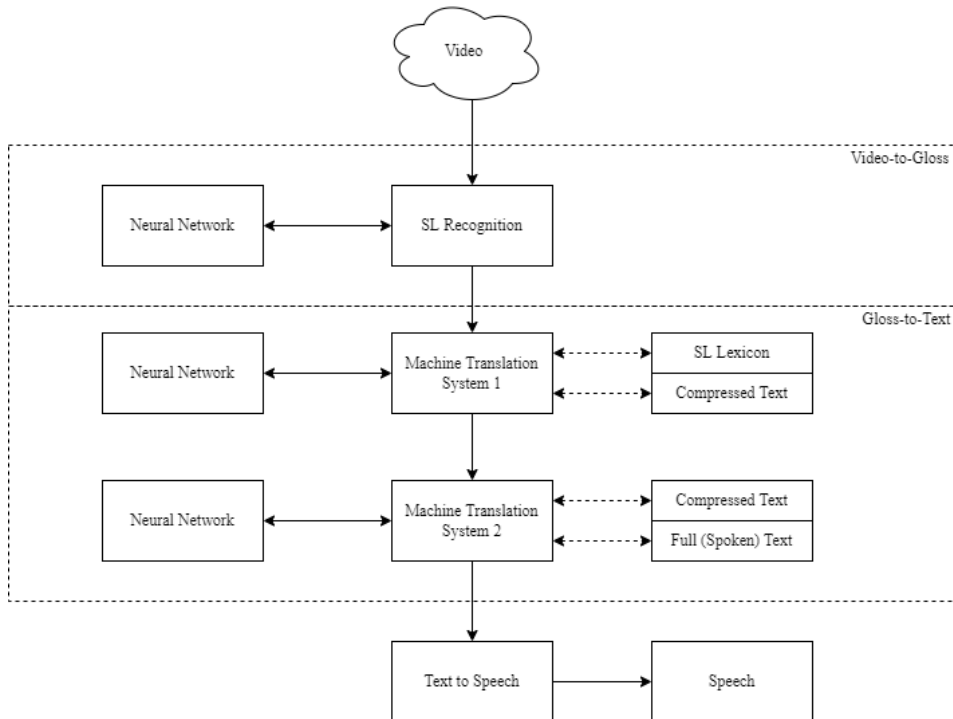 Video
Video-to-Gloss
Neural Network
SL Recognition
Gloss-to-Text
Neural Network
Machine Translation
System 1
SL Lexicon
Compressed Text
Neural Network
Machine Translation
System 2
Compressed Text
Full (Spoken) Text
Text to Speech
Speech